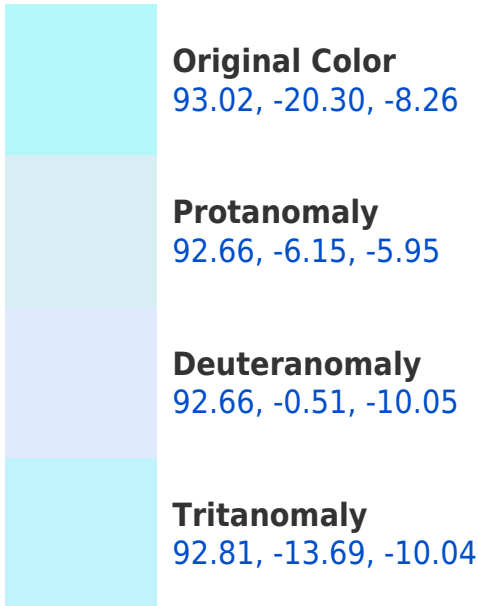 Original Color
93.02, -20.30, -8.26
Protanomaly
92.66, -6.15, -5.95
Deuteranomaly
92.66, -0.51, -10.05
Tritanomaly
92.81, -13.69, -10.04